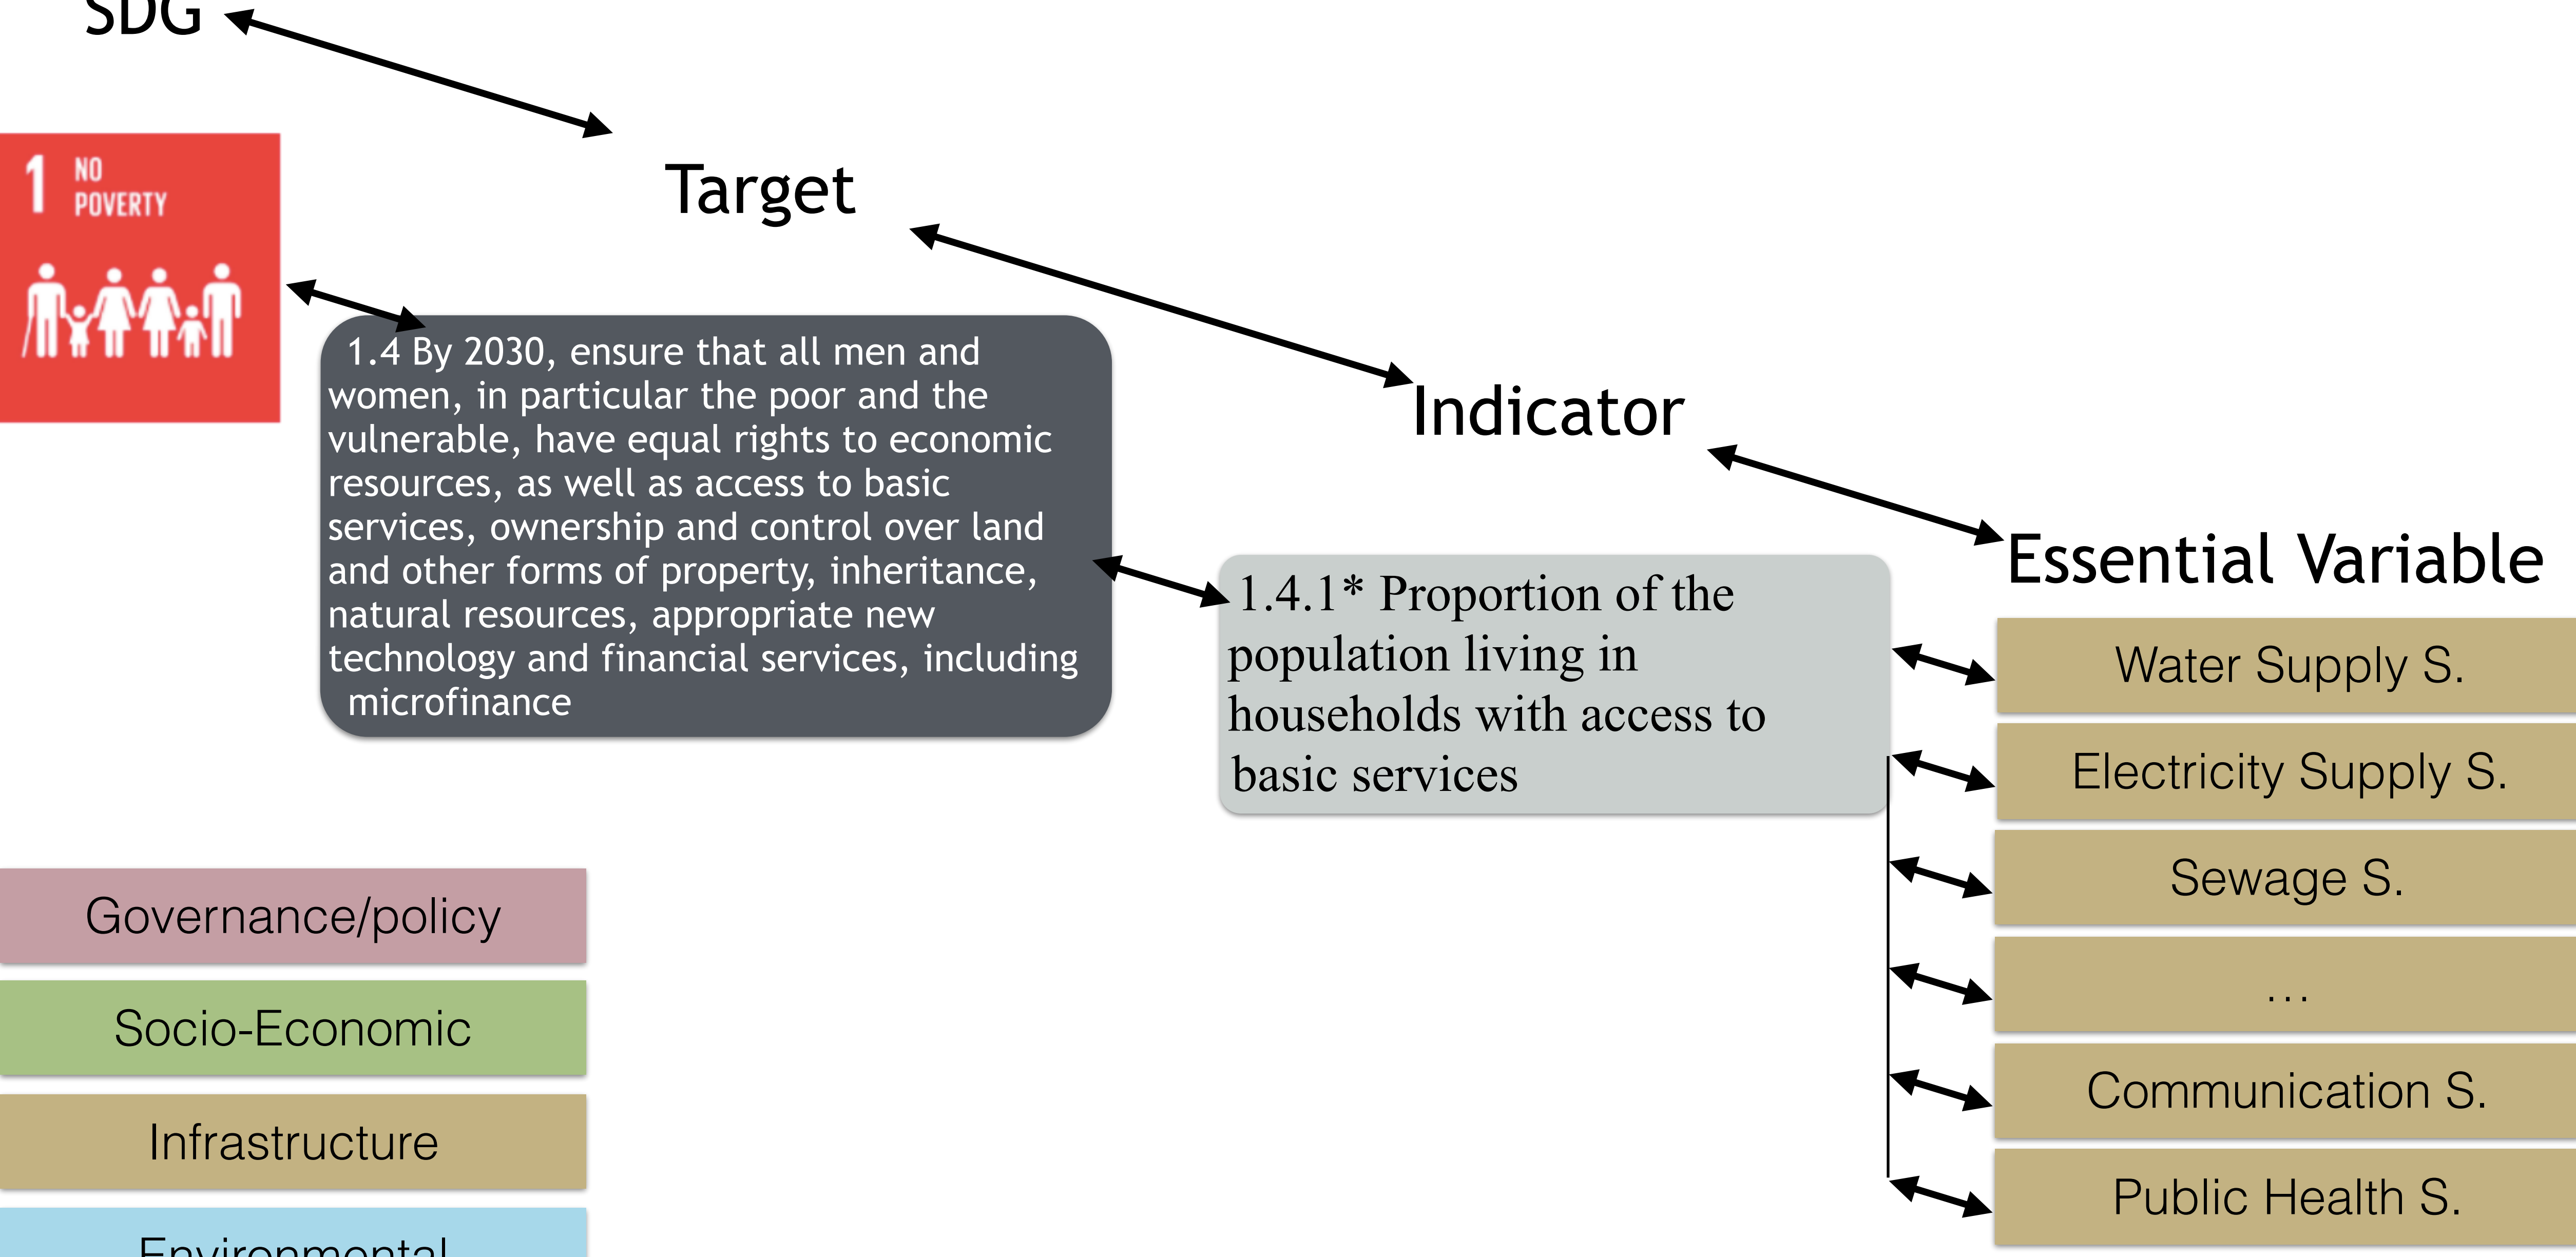 SDG
1 NO
POVERTY
Target
1.4 By 2030, ensure that all men and
women, in particular the poor and the
vulnerable, have equal rights to economic
resources, as well as access to basic
services, ownership and control over land
and other forms of property, inheritance,
natural resources, appropriate new
technology and financial services, including
microfinance
Indicator
1.4.1* Proportion of the
population living in
households with access to
basic services
Essential Variable
Water Supply S.
Electricity Supply S.
Sewage S.
...
Communication S.
Public Health S.
Governance/policy
Socio-Economic
Infrastructure
Environmental